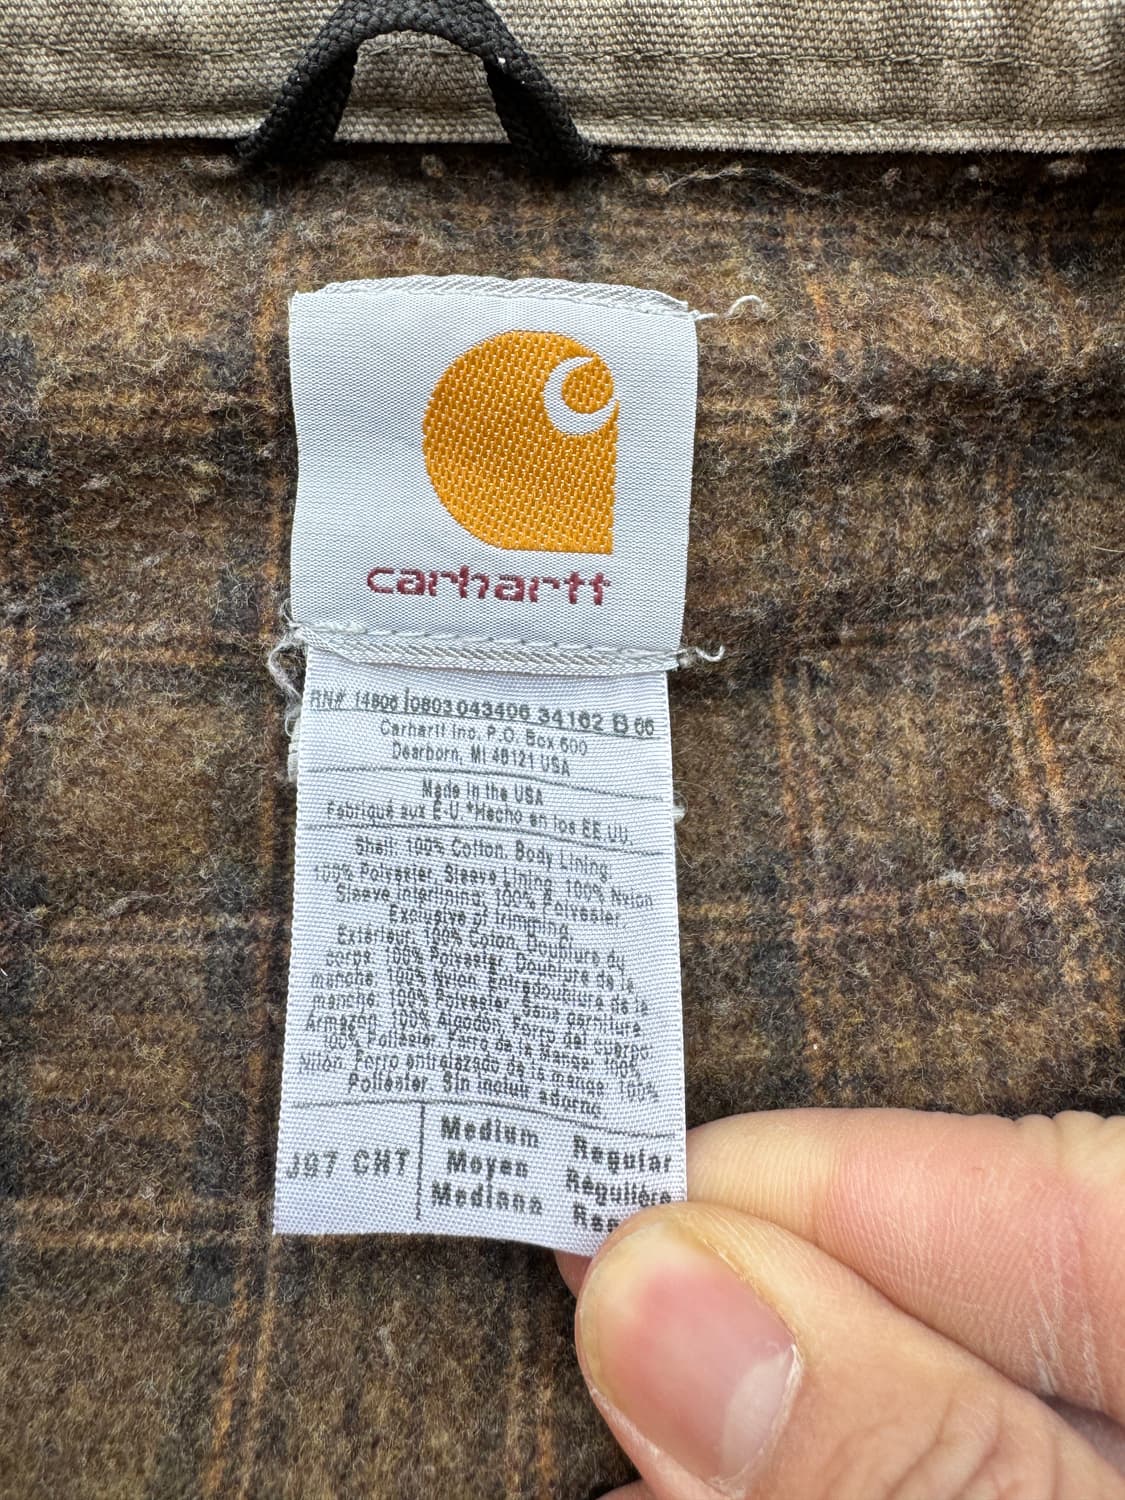 carhartt
RN# 14806 0803 043406 34162 B 06
Carhartt Inc. P.O. Box 600
Dearborn, MI 48121 USA
Made in the USA
Fabriqué aux É-U.*Hecho en los EE.UU.
Shell: 100% Cotton. Body Lining:
100% Polyester. Sleeve Lining: 100% Nylon
Sleeve Interlining: 100% Polyester.
Exclusive of trimming.
Extérieur: 100% Coton. Doublure du
corps: 100% Polyester. Doublure de la
manche: 100% Nylon. Entredoublure de la
manche: 100% Polyester. Sans garniture.
Armazón: 100% Algodón. Forro del cuerpo:
100% Poliester. Forro de la Manga: 100%
Nilón. Forro entrelazado de la manga: 100%
Poliester. Sin incluir adorno.
J97 CHT
Medium Regular
Moyen Régulière
Mediana